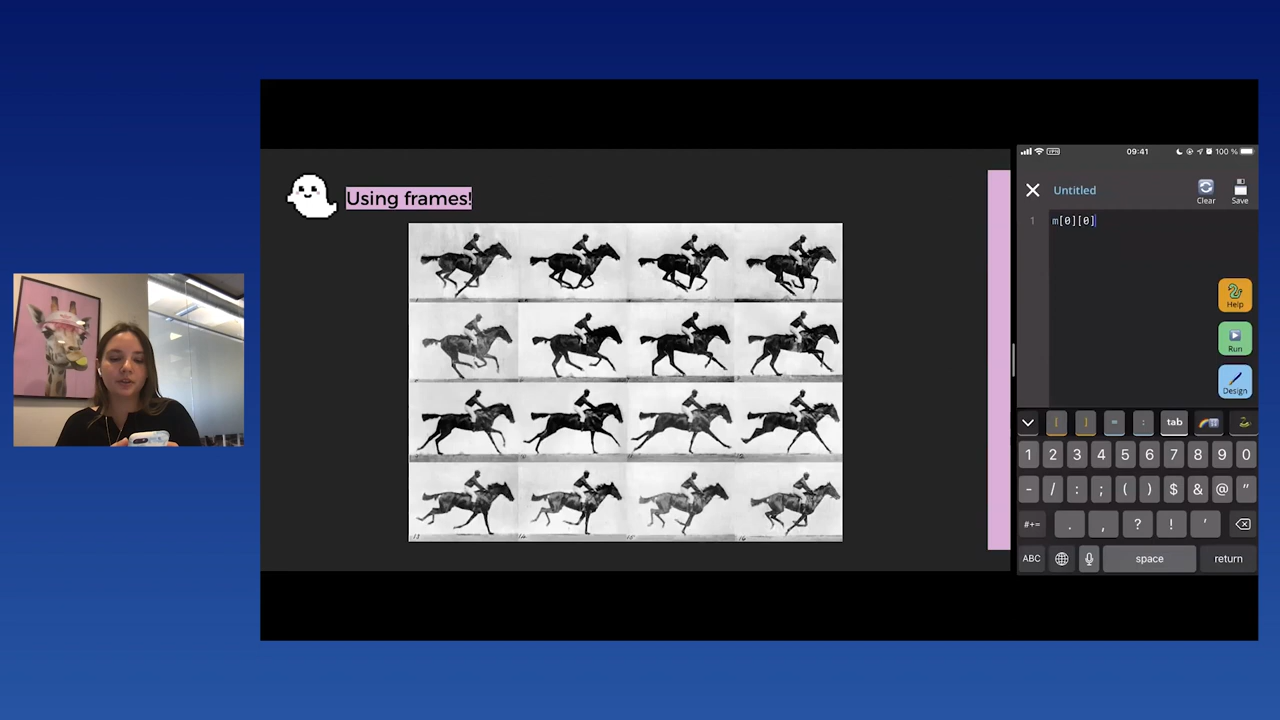 Using frames!
VPN
09:41
100 %
Untitled
Clear
Save
1
m[0][0]
Help
Run
Design
[ ] = : tab
1 2 3 4 5 6 7 8 9 0
- / : ; ( ) $ & @ "
#+= . , ? ! '
ABC space return